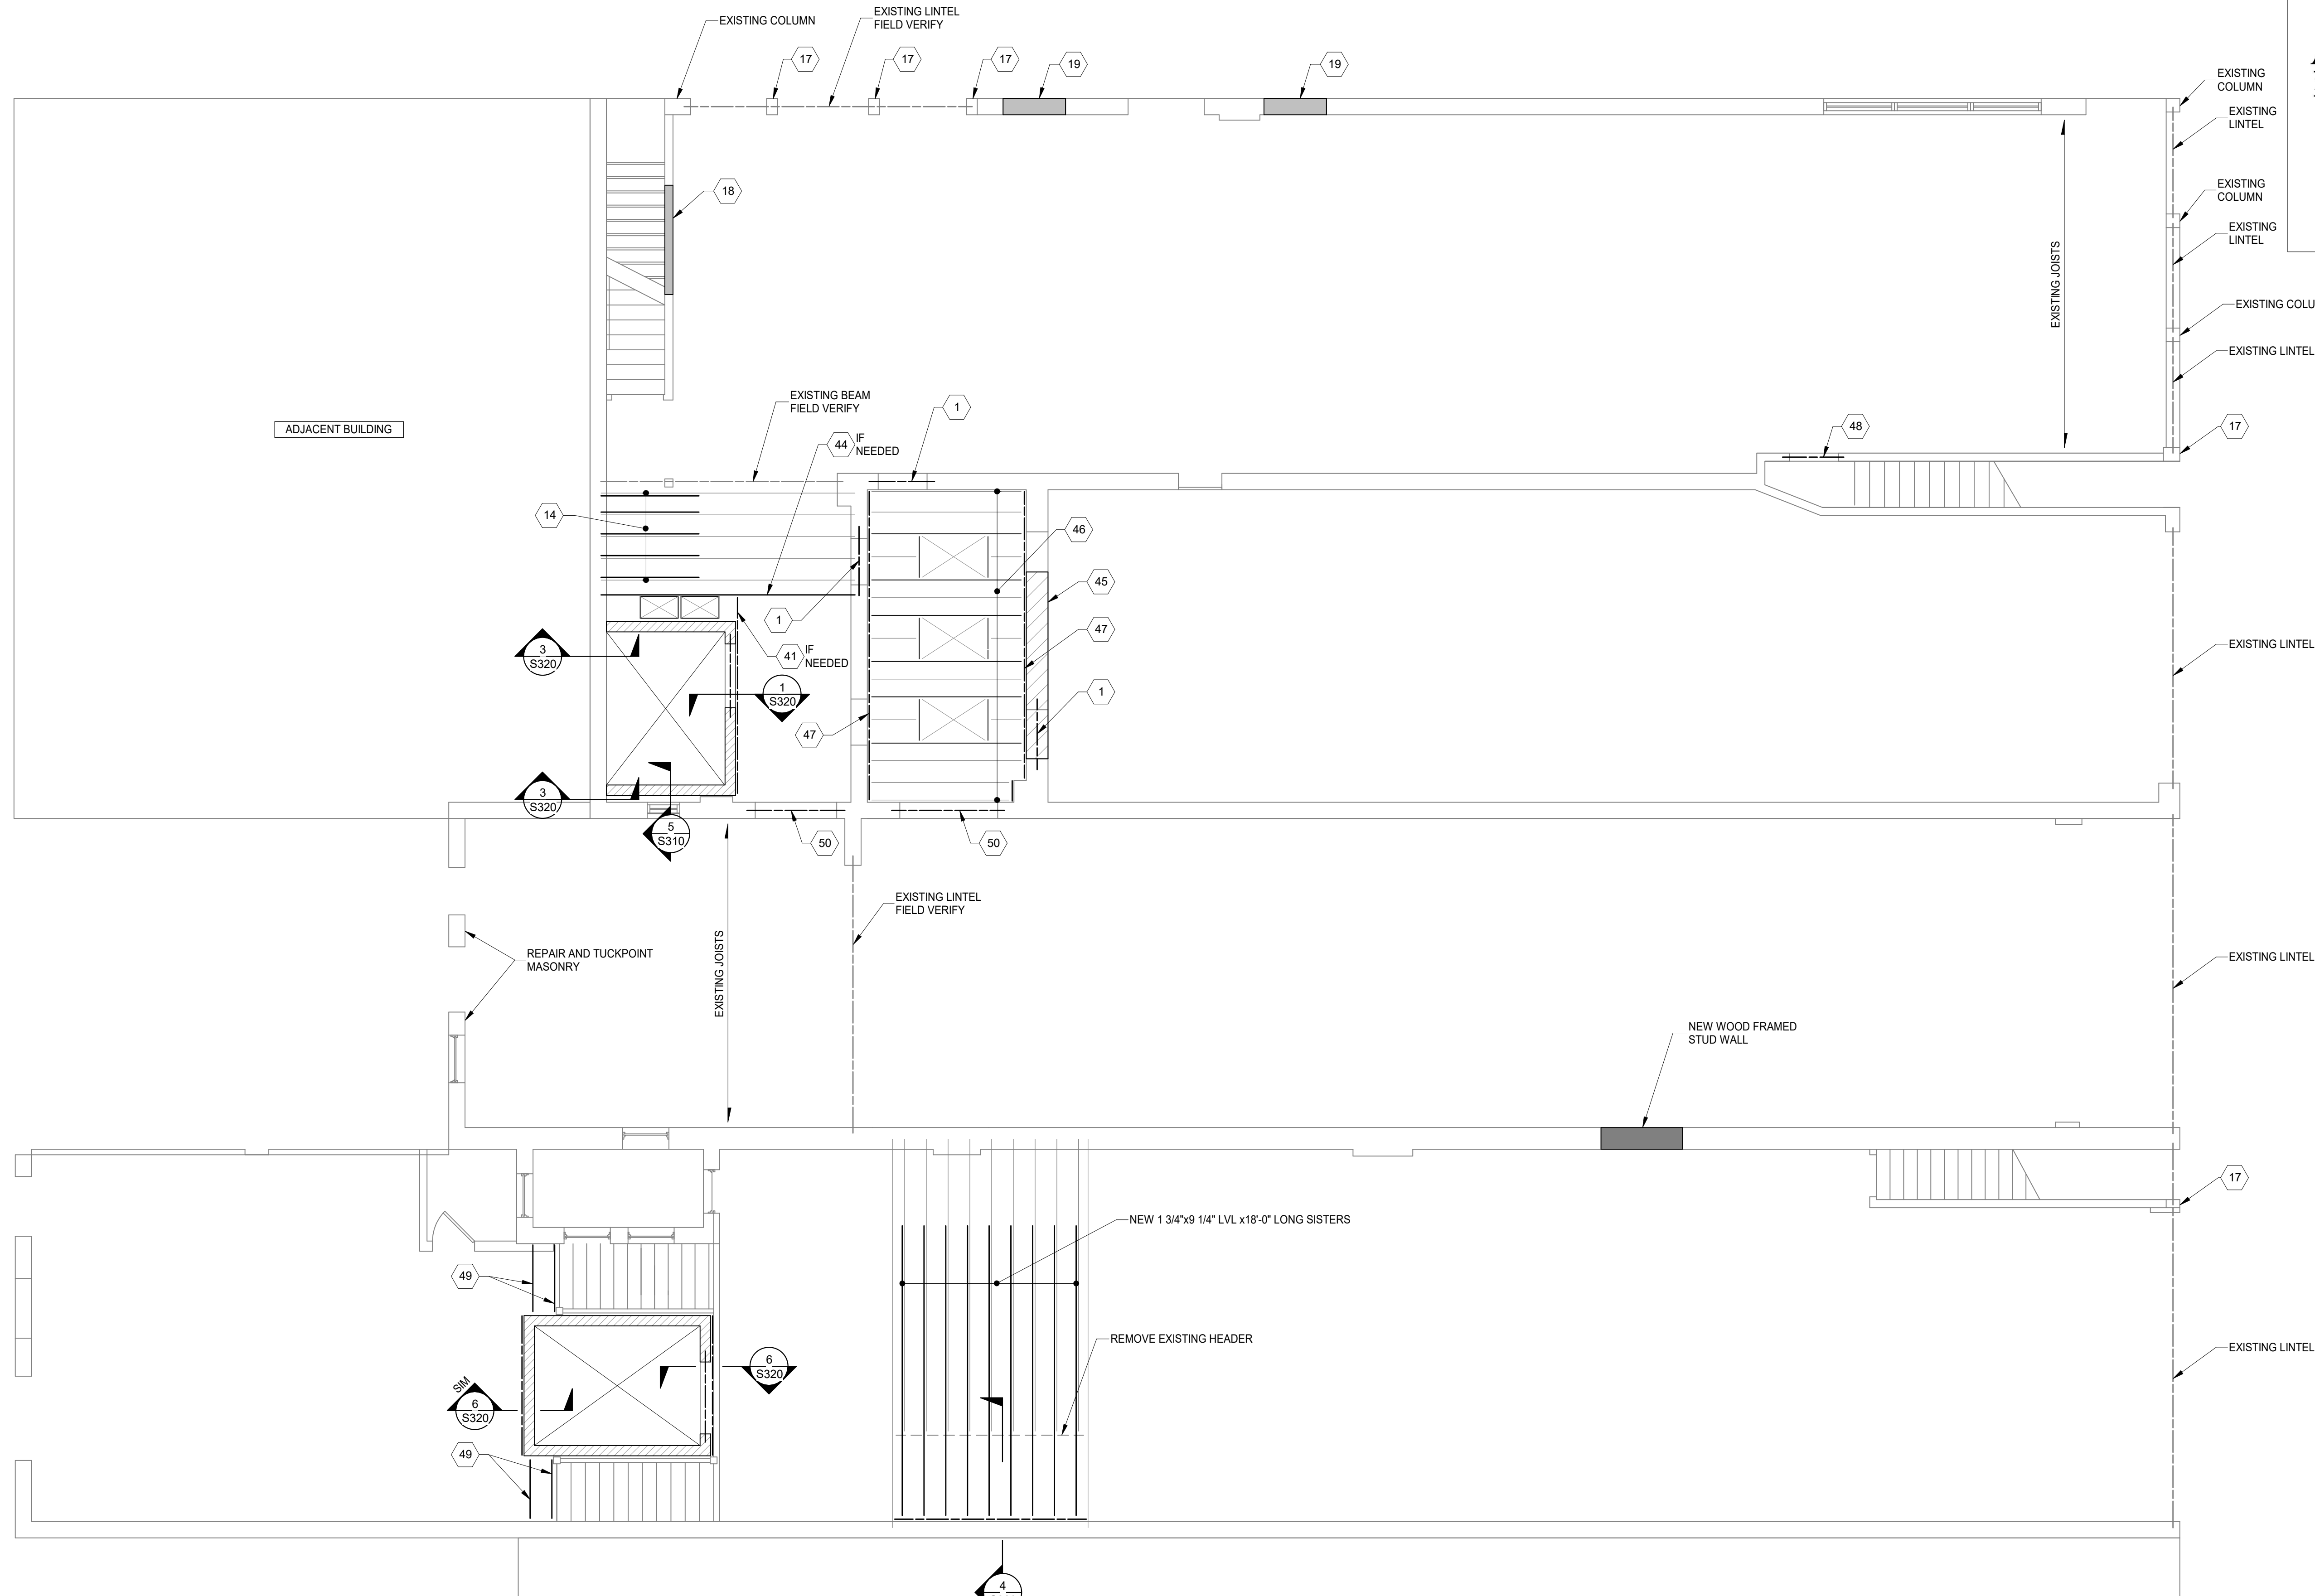 EXISTING COLUMN
EXISTING LINTEL
FIELD VERIFY
17
17
17
19
19
EXISTING
COLUMN
EXISTING
LINTEL
18
EXISTING
COLUMN
EXISTING
LINTEL
EXISTING JOISTS
EXISTING COLU
EXISTING LINTEL
EXISTING BEAM
FIELD VERIFY
1
ADJACENT BUILDING
44
IF
NEEDED
48
17
14
46
45
1
47
3
S320
41
IF
NEEDED
EXISTING LINTEL
1
S320
1
47
3
S320
5
S310
50
50
EXISTING LINTEL
FIELD VERIFY
EXISTING JOISTS
REPAIR AND TUCKPOINT
MASONRY
EXISTING LINTEL
NEW WOOD FRAMED
STUD WALL
17
NEW 1 3/4"x9 1/4" LVL x18'-0" LONG SISTERS
49
REMOVE EXISTING HEADER
EXISTING LINTEL
6
S320
SIM
6
S320
49
4